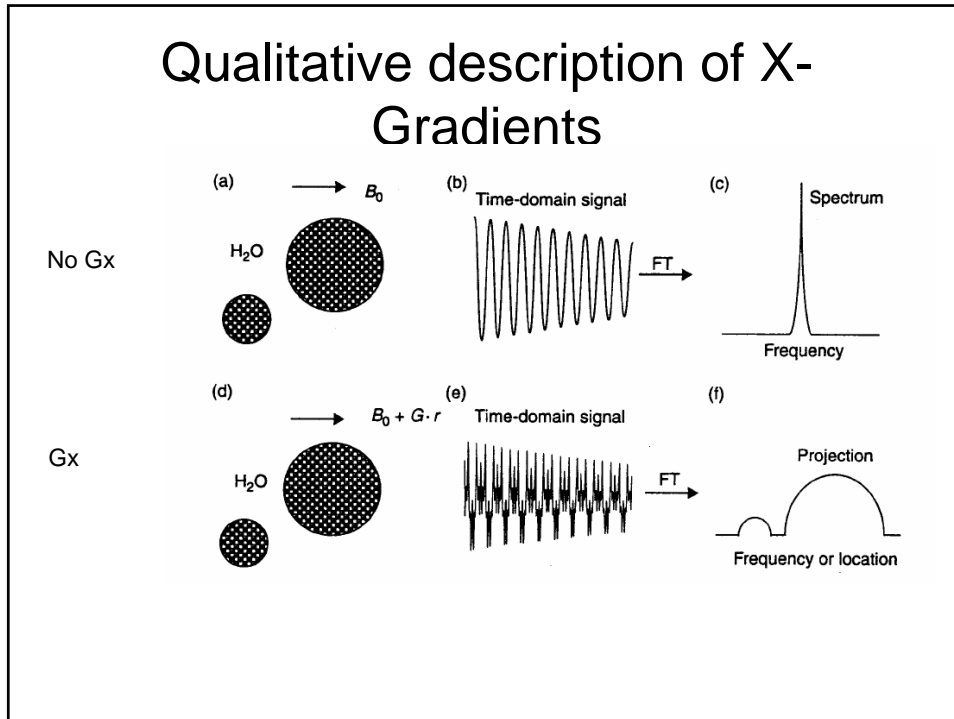 Qualitative description of X-
Gradients
No Gx
(a)
B₀
H₂O
(b)
Time-domain signal
FT
(c)
Spectrum
Frequency
Gx
(d)
B₀ + G · r
H₂O
(e)
Time-domain signal
FT
(f)
Projection
Frequency or location